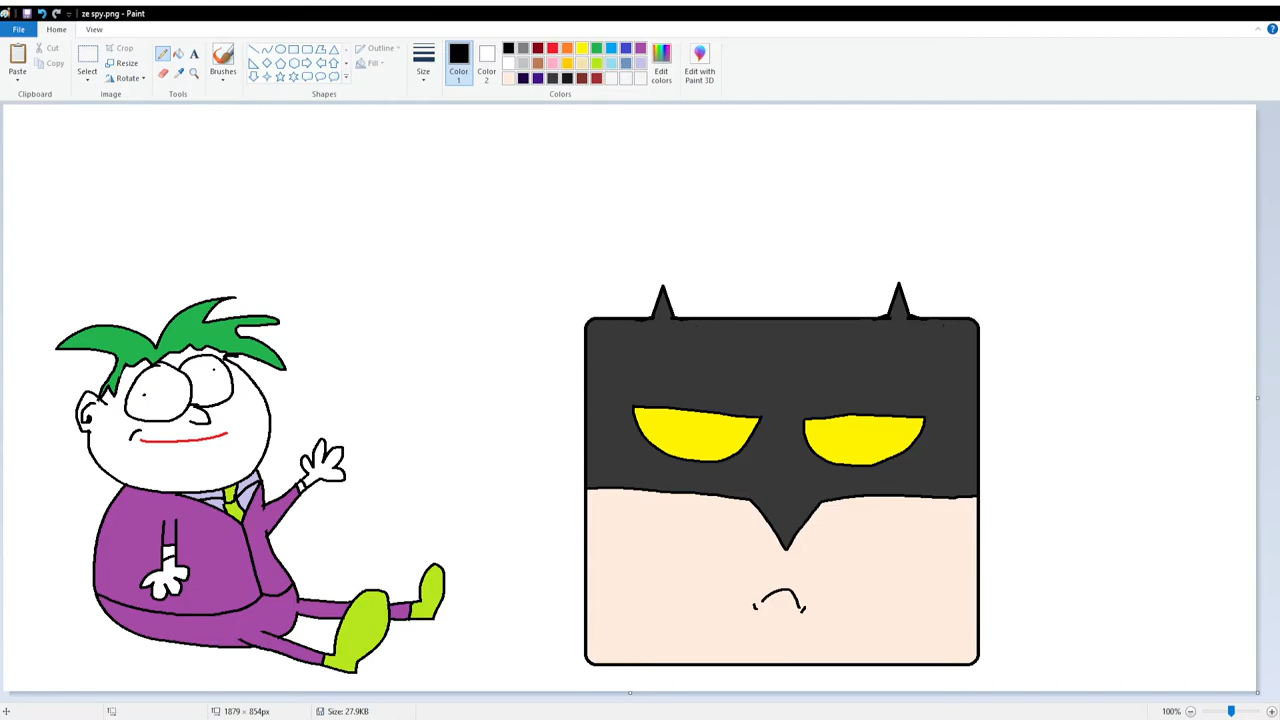 ze spy.png - Paint
File Home View
Paste
Cut
Copy
Clipboard
Select
Crop
Resize
Rotate
Image
A
Tools
Brushes
Shapes
Outline
Fill
Size
Color 1
Color 2
Edit colors
Colors
Edit with Paint 3D
1879 × 854px
Size: 27.9KB
100%